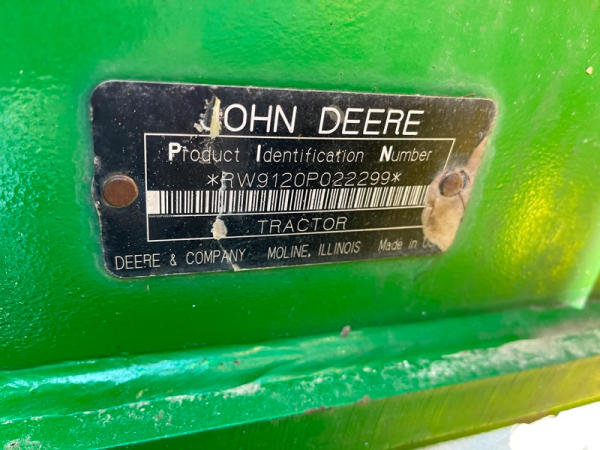 JOHN DEERE
Product Identification Number
*RW9120P022299*
TRACTOR
DEERE & COMPANY MOLINE, ILLINOIS Made in